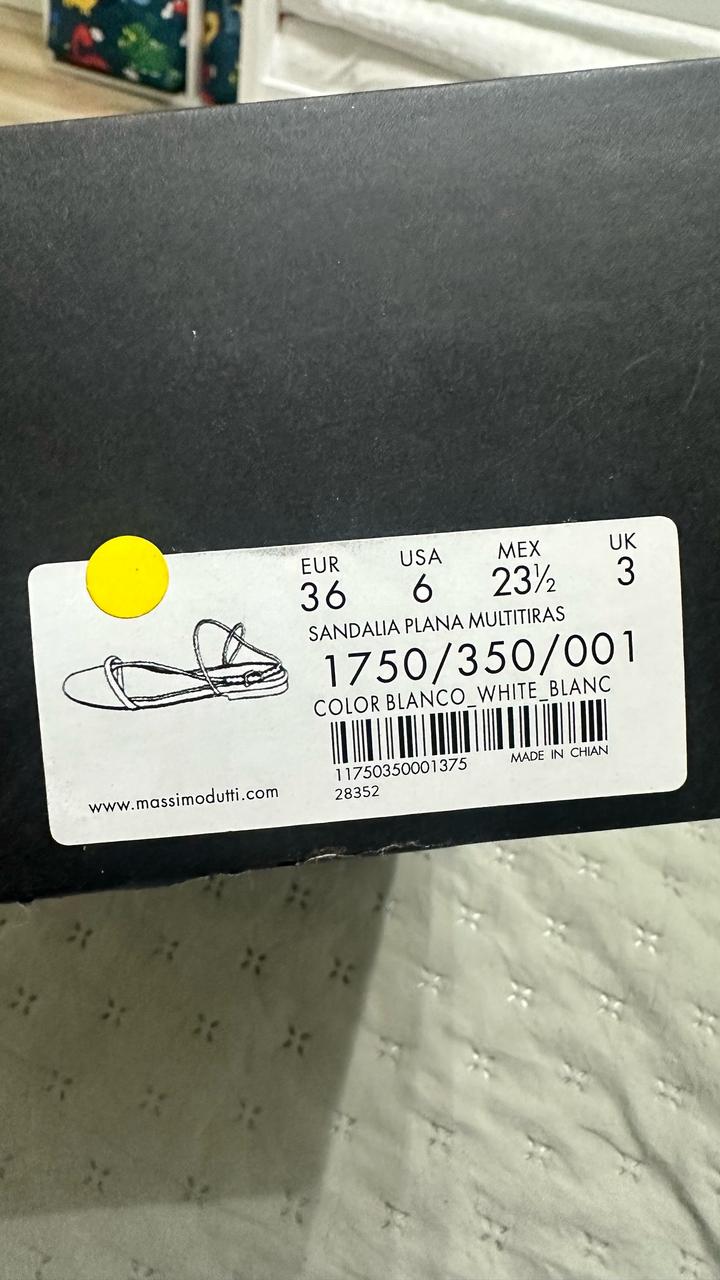 EUR USA MEX UK
36 6 23½ 3
SANDALIA PLANA MULTITIRAS
1750/350/001
COLOR BLANCO_WHITE_BLANC
11750350001375 MADE IN CHIAN
28352
www.massimodutti.com